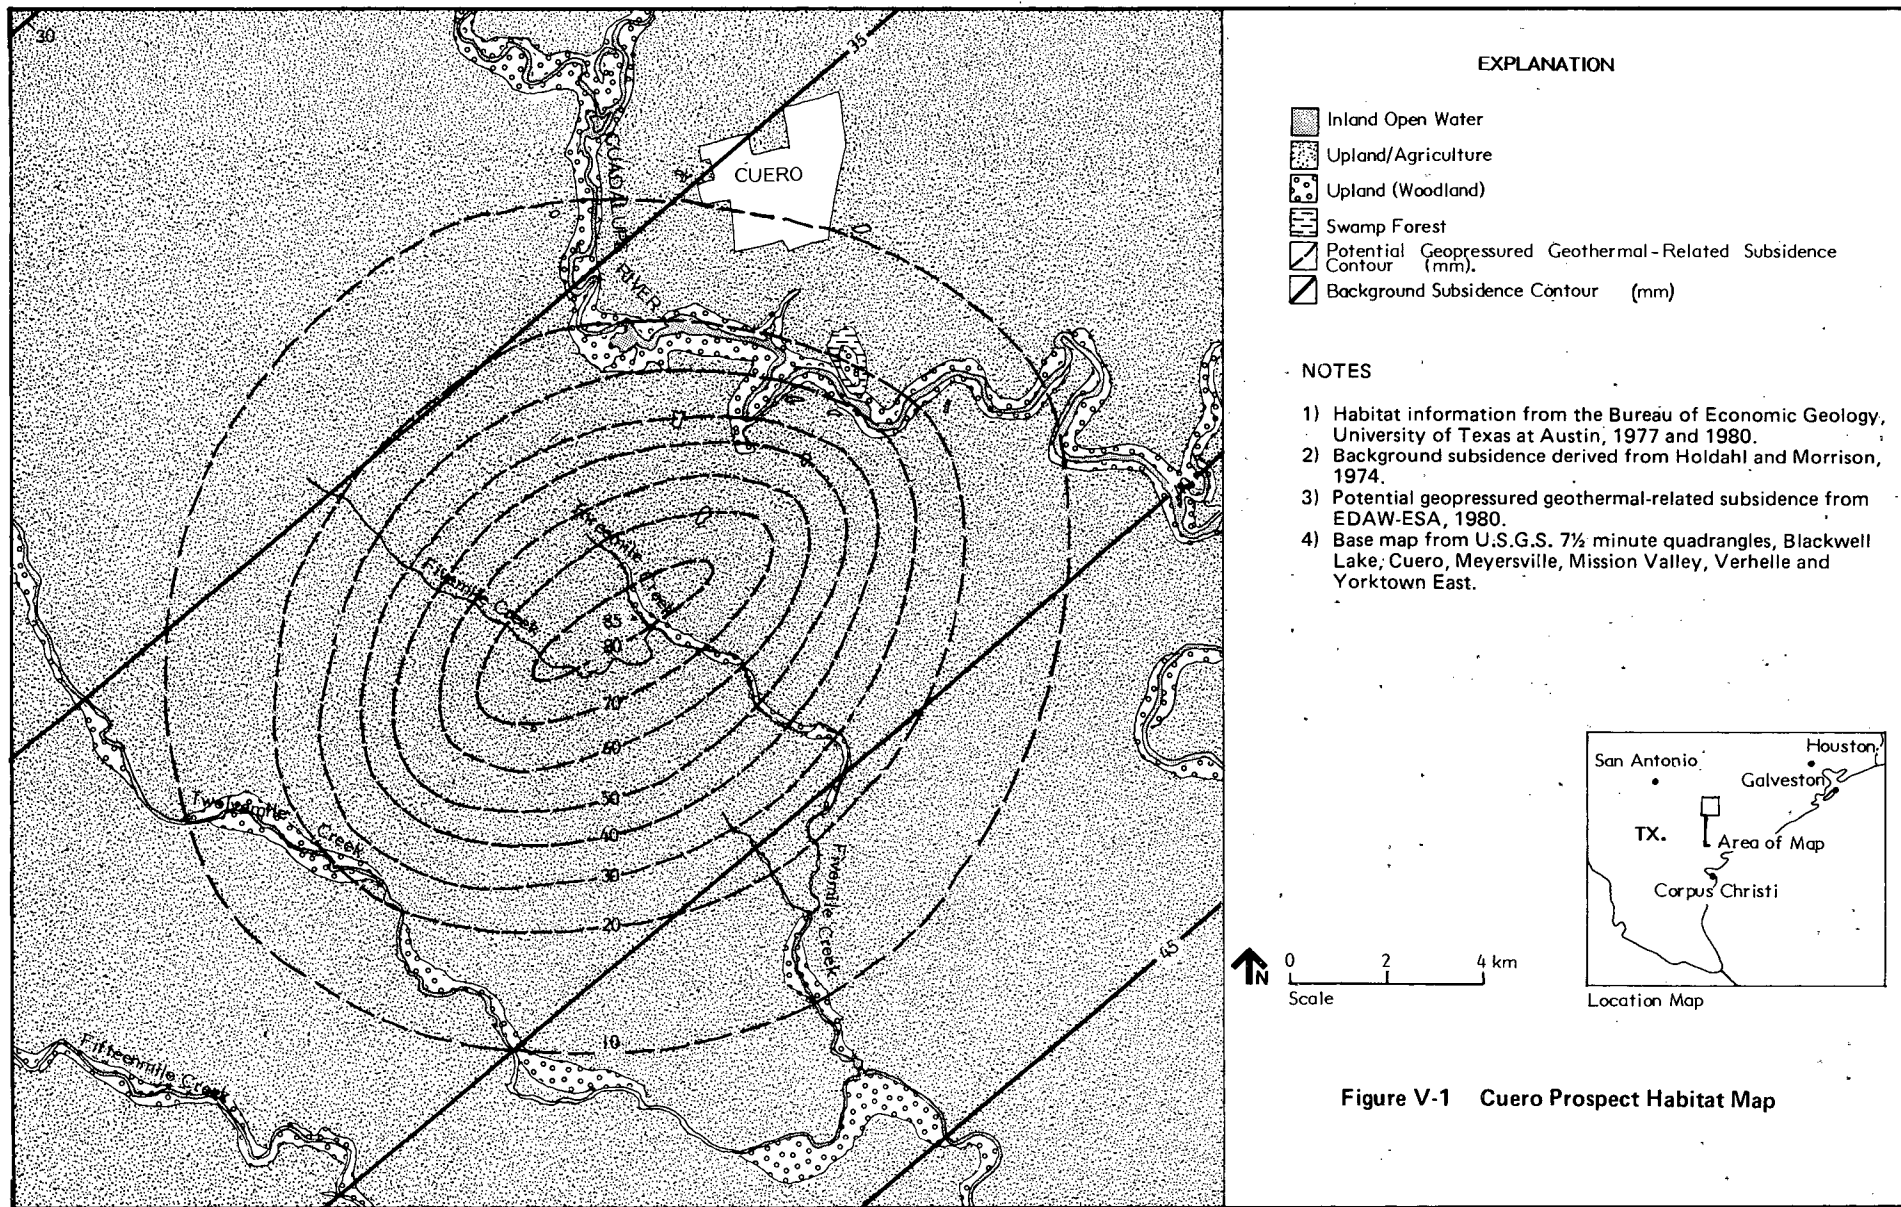 30
35
GUADALUPE
RIVER
CUERO
Threemile Creek
Fivemile Creek
85
80
70
60
50
40
30
20
10
Twelvemile
Creek
Fivemile Creek
Fifteenmile Creek
45
EXPLANATION
Inland Open Water
Upland/Agriculture
Upland (Woodland)
Swamp Forest
Potential Geopressured Geothermal-Related Subsidence
Contour (mm).
Background Subsidence Contour (mm)
NOTES
1) Habitat information from the Bureau of Economic Geology,
University of Texas at Austin, 1977 and 1980.
2) Background subsidence derived from Holdahl and Morrison,
1974.
3) Potential geopressured geothermal-related subsidence from
EDAW-ESA, 1980.
4) Base map from U.S.G.S. 7½ minute quadrangles, Blackwell
Lake, Cuero, Meyersville, Mission Valley, Verhelle and
Yorktown East.
N
0 2 4 km
Scale
San Antonio
Houston
Galveston
TX.
Area of Map
Corpus Christi
Location Map
Figure V-1 Cuero Prospect Habitat Map